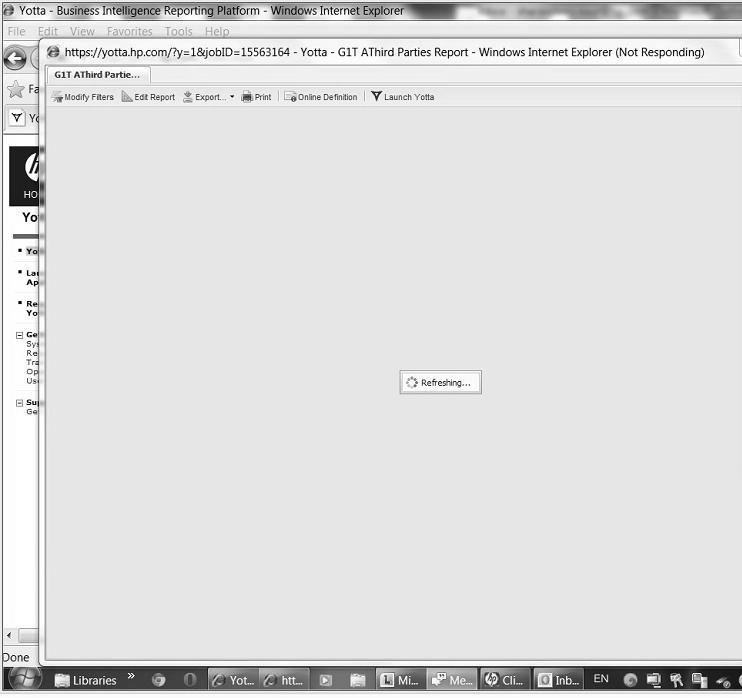 Yotta - Business Intelligence Reporting Platform - Windows Internet Explorer
File Edit View Favorites Tools Help
https://yotta.hp.com/?y=1&jobID=15563164 - Yotta - G1T AThird Parties Report - Windows Internet Explorer (Not Responding)
G1T AThird Partie...
Fa
Modify Filters Edit Report Export... Print Online Definition Launch Yotta
Yo
HO
Yo
Yo
Lau
Ap
Re
Yo
Ge
Sys
Re
Tra
Op
Use
Refreshing...
Sup
Ge
Done
Libraries » Yot... htt... Mi... Me... Cli... Inb... EN